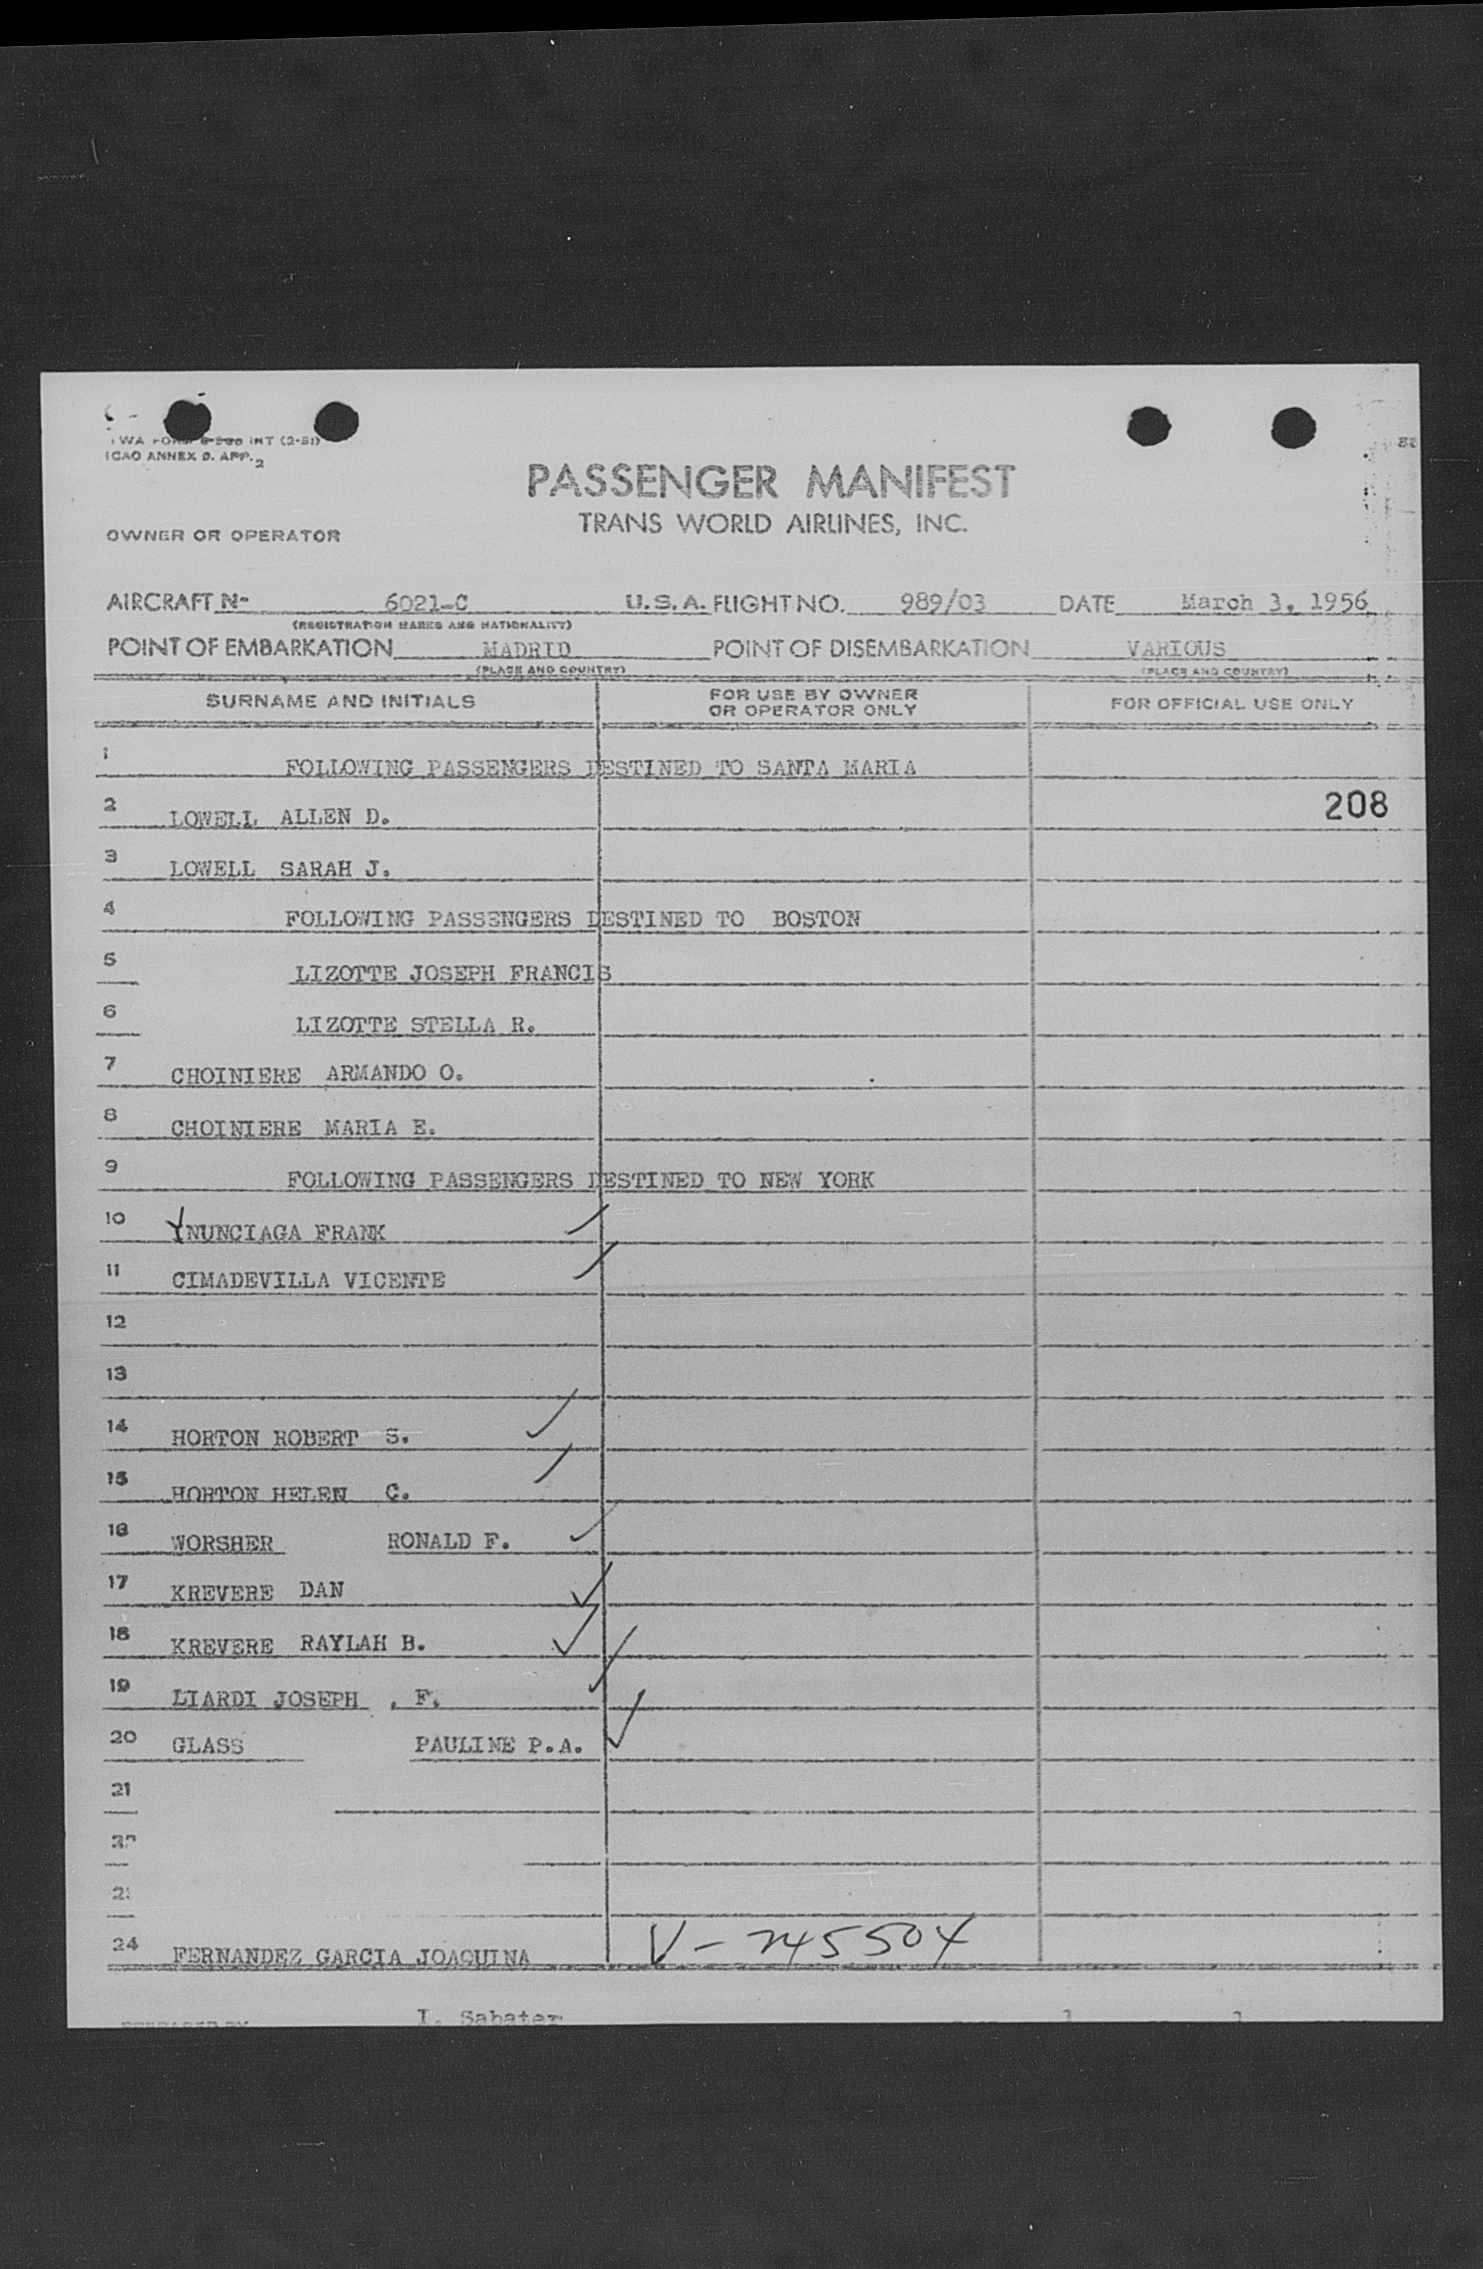 TWA FORM INT (2-51)
ICAO ANNEX 9. APP. 2
PASSENGER MANIFEST
TRANS WORLD AIRLINES, INC.
OWNER OR OPERATOR
AIRCRAFT N- 6021-C U.S.A. FLIGHT NO. 989/03 DATE March 3, 1956
(REGISTRATION MARKS AND NATIONALITY)
POINT OF EMBARKATION MADRID POINT OF DISEMBARKATION VARIOUS
(PLACE AND COUNTRY) (PLACE AND COUNTRY)
SURNAME AND INITIALS FOR USE BY OWNER OR OPERATOR ONLY FOR OFFICIAL USE ONLY
1 FOLLOWING PASSENGERS DESTINED TO SANTA MARIA
2 LOWELL ALLEN D. 208
3 LOWELL SARAH J.
4 FOLLOWING PASSENGERS DESTINED TO BOSTON
5 LIZOTTE JOSEPH FRANCIS
6 LIZOTTE STELLA R.
7 CHOINIERE ARMANDO O.
8 CHOINIERE MARIA E.
9 FOLLOWING PASSENGERS DESTINED TO NEW YORK
10 YNUNCIAGA FRANK
11 CIMADEVILLA VICENTE
12
13
14 HORTON ROBERT S.
15 HORTON HELEN C.
16 WORSHER RONALD F.
17 KREVERE DAN
18 KREVERE RAYLAH B.
19 LIARDI JOSEPH , F.
20 GLASS PAULINE P.A.
21
22
24 FERNANDEZ GARCIA JOAQUINA V-745504
I. Sabater 1 1